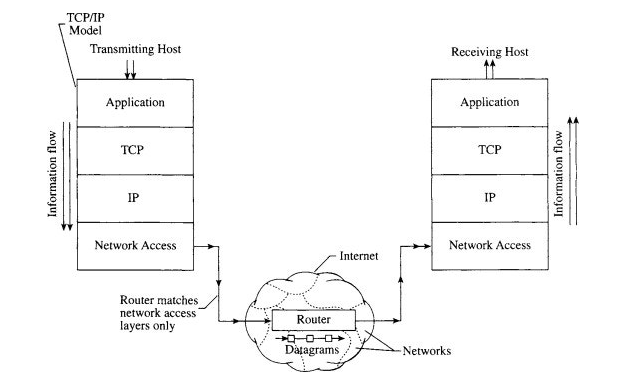 TCP/IP
Model
Transmitting Host
Receiving Host
Application
TCP
IP
Network Access
Information flow
Application
TCP
IP
Network Access
Information flow
Internet
Router matches
network access
layers only
Router
Datagrams
Networks